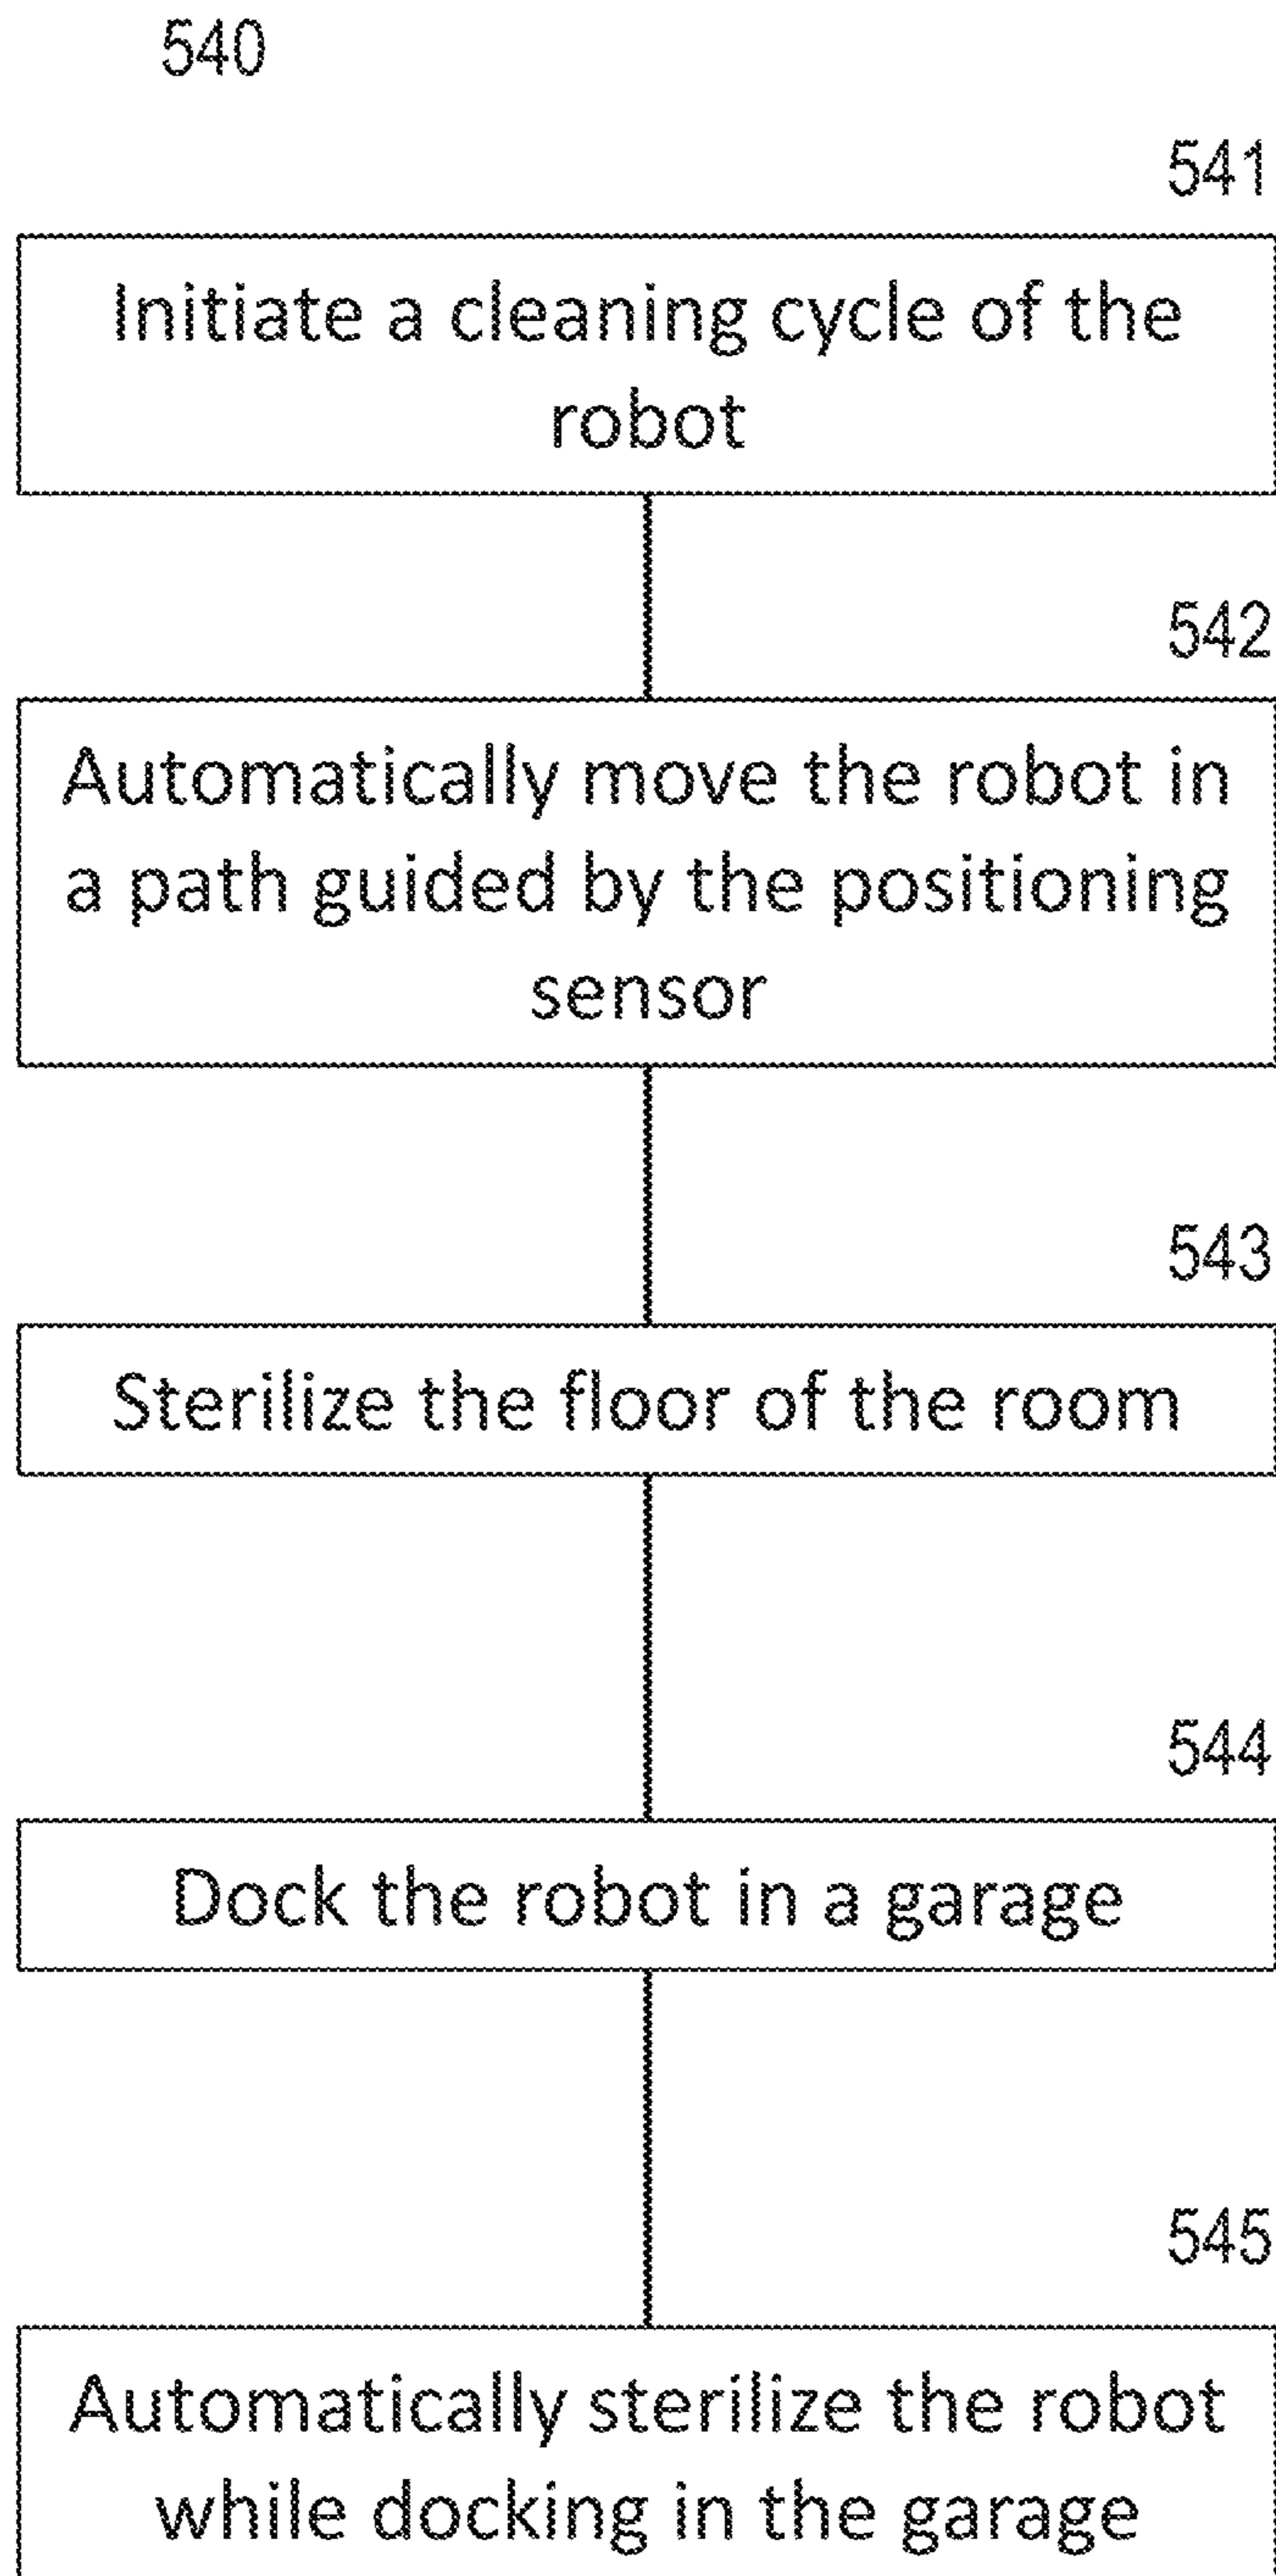 540
541
Initiate a cleaning cycle of the
robot
542
Automatically move the robot in
a path guided by the positioning
sensor
543
Sterilize the floor of the room
544
Dock the robot in a garage
545
Automatically sterilize the robot
while docking in the garage